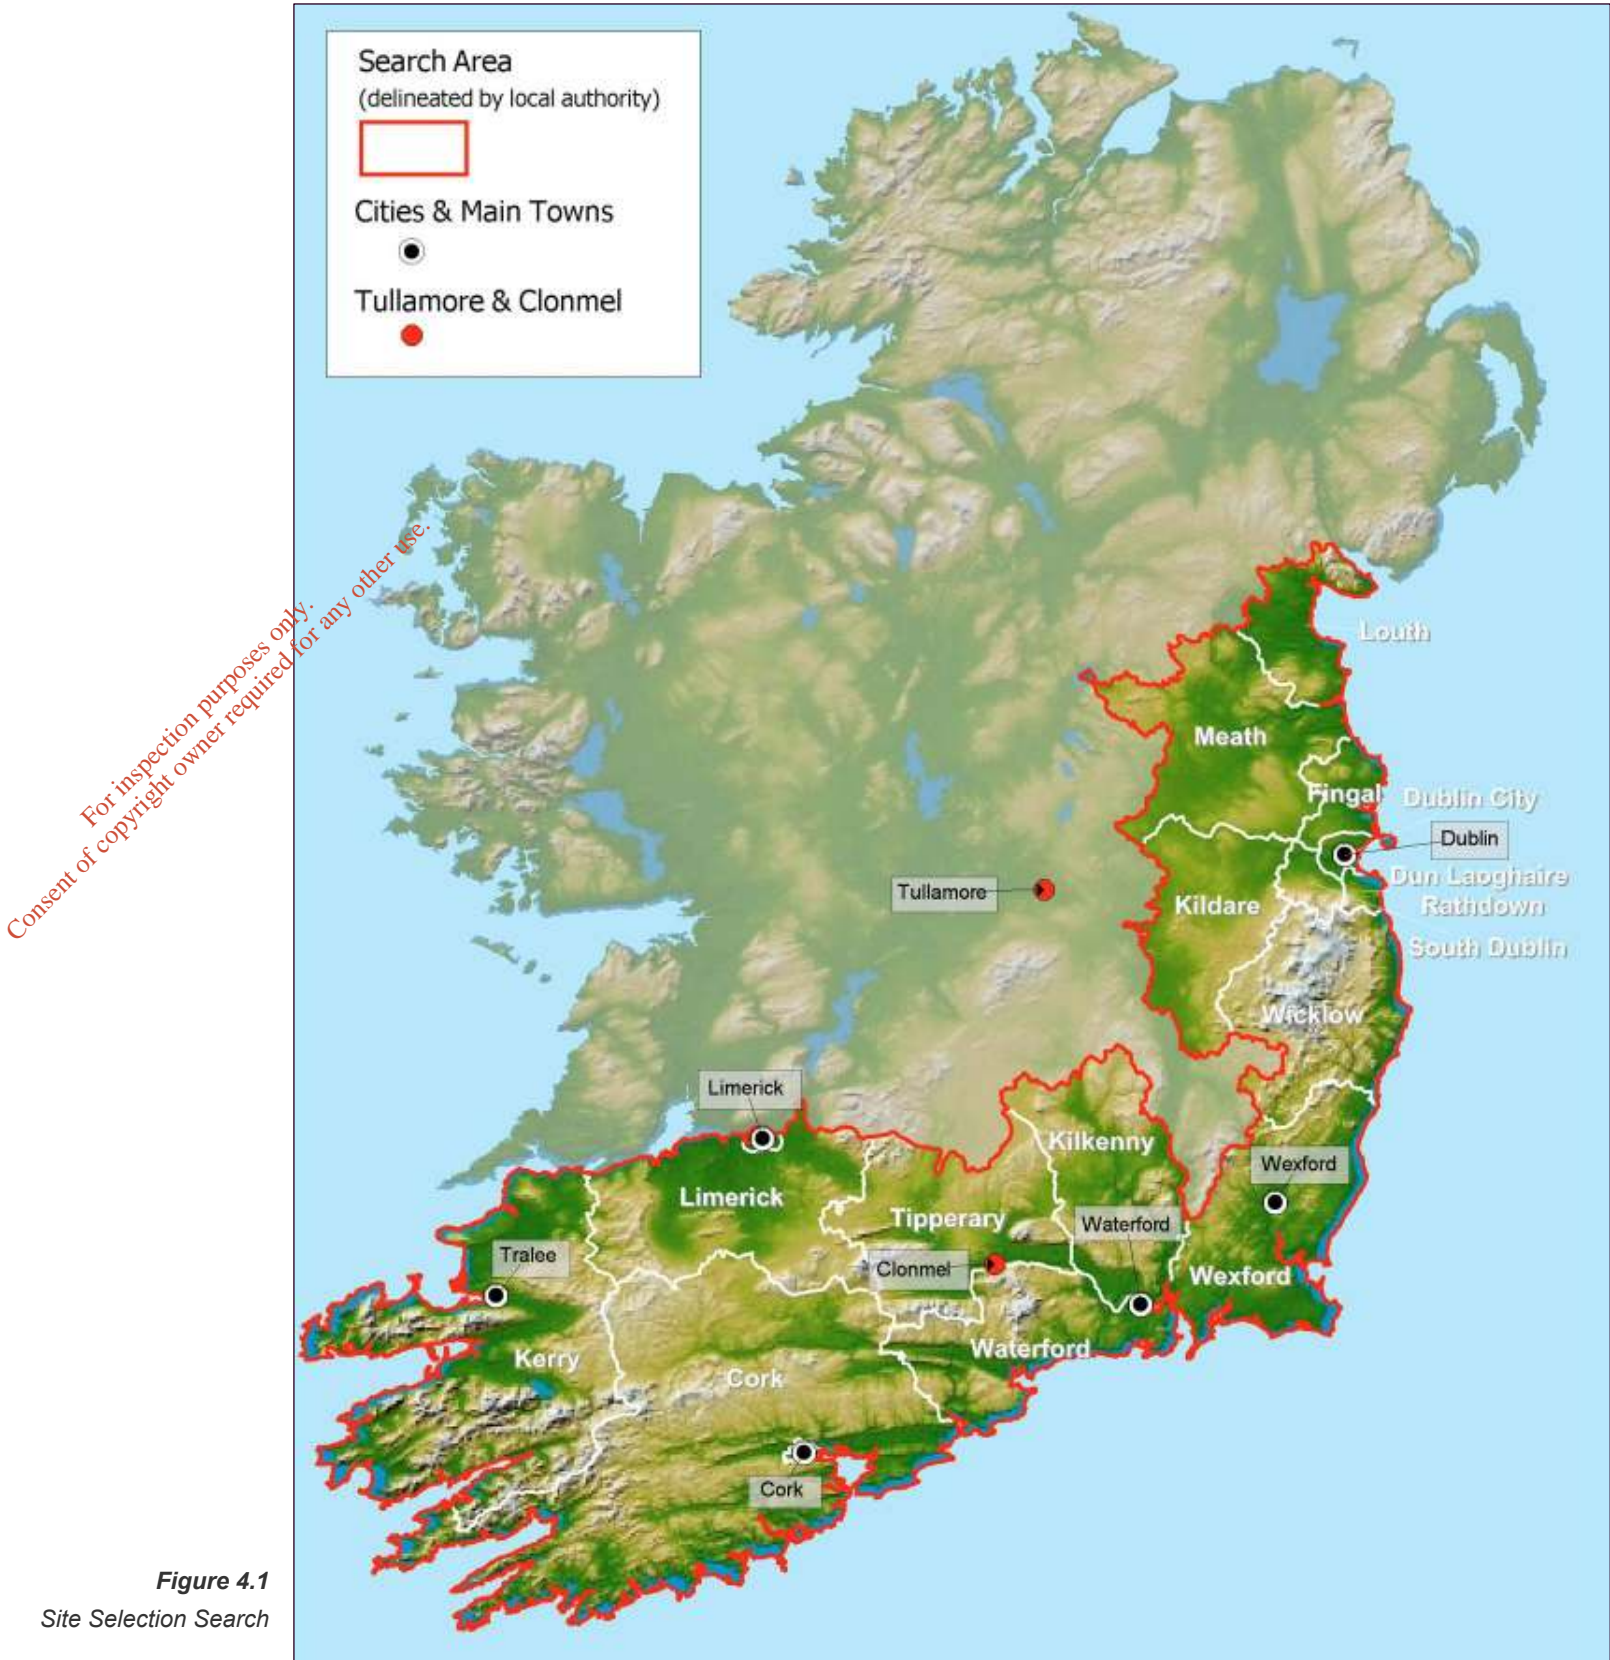 Search Area
(delineated by local authority)
Cities & Main Towns
Tullamore & Clonmel
For inspection purposes only.
Consent of copyright owner required for any other use.
Louth
Meath
Fingal
Dublin City
Dublin
Dun Laoghaire
Rathdown
Tullamore
Kildare
South Dublin
Wicklow
Limerick
Kilkenny
Wexford
Limerick
Tipperary
Waterford
Tralee
Clonmel
Wexford
Kerry
Waterford
Cork
Cork
Figure 4.1
Site Selection Search